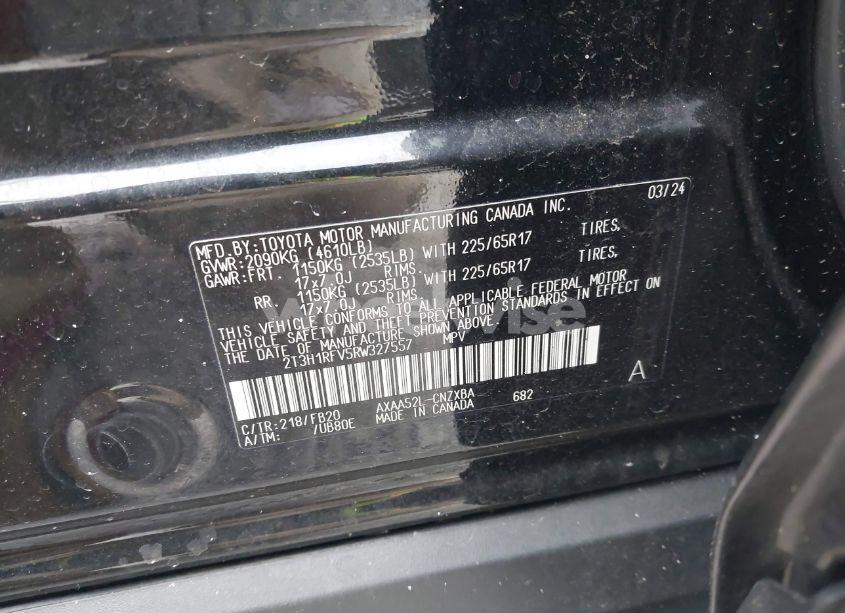 MFD.BY:TOYOTA MOTOR MANUFACTURING CANADA INC. 03/24
GVWR:2090KG (4610LB)
GAWR:FRT. 1150KG (2535LB) WITH 225/65R17 TIRES,
17x7.0J RIMS
RR. 1150KG (2535LB) WITH 225/65R17 TIRES,
17x7.0J RIMS
THIS VEHICLE CONFORMS TO ALL APPLICABLE FEDERAL MOTOR
VEHICLE SAFETY AND THEFT PREVENTION STANDARDS IN EFFECT ON
THE DATE OF MANUFACTURE SHOWN ABOVE.
2T3H1RFV5RW327557 MPV
C/TR:218/FB20 AXAA52L-CNZXBA 682 A
A/TM: /UB80E MADE IN CANADA